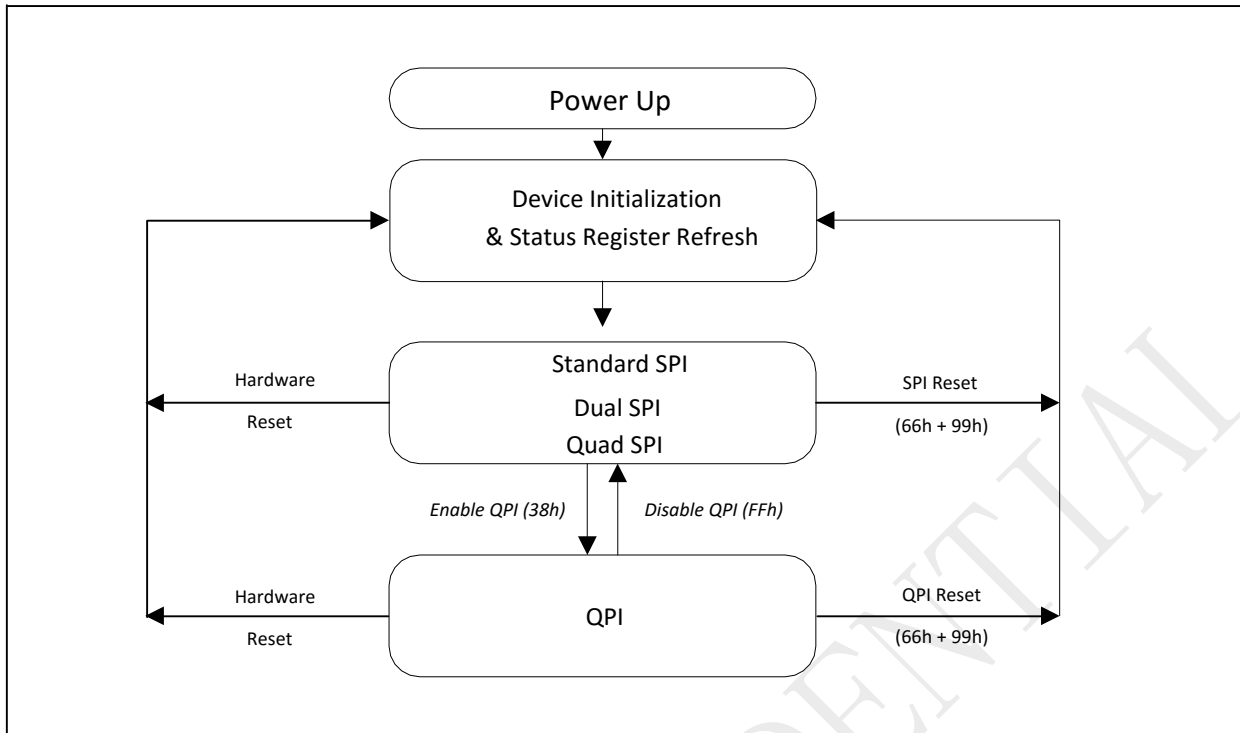 Power Up
Device Initialization
& Status Register Refresh
Standard SPI
Dual SPI
Quad SPI
Hardware
Reset
SPI Reset
(66h + 99h)
Enable QPI (38h)
Disable QPI (FFh)
QPI
Hardware
Reset
QPI Reset
(66h + 99h)
DENTIAL